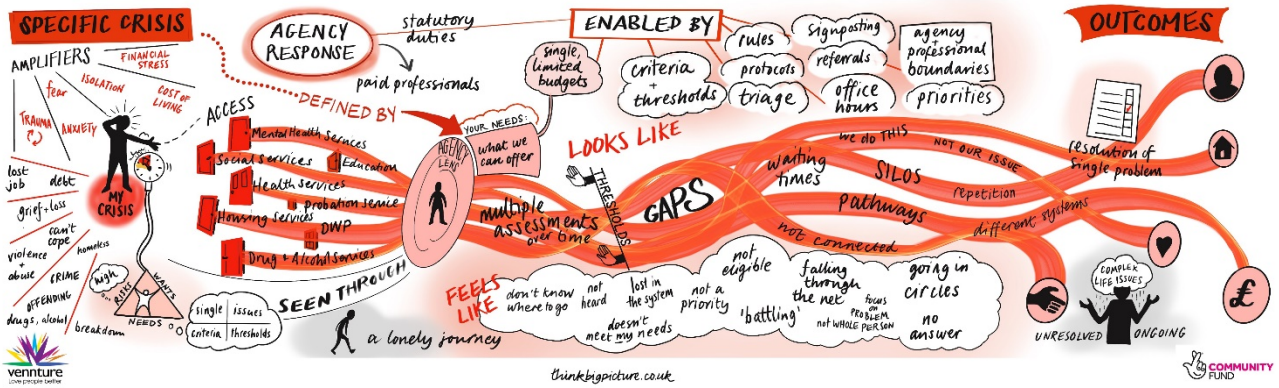 SPECIFIC CRISIS
AMPLIFIERS
FINANCIAL
STRESS
fear
ISOLATION
COST OF
LIVING
TRAUMA
ANXIETY
lost
job
debt
grief + loss
can't
cope
violence
homeless
abuse
CRIME
OFFENDING
drugs, alcohol
breakdown
MY
CRISIS
high
RISKS
WANTS
NEEDS
single
issues
criteria
thresholds
ACCESS
Mental Health Services
Social Services
Education
Health Services
Probation service
Housing Services
DWP
Drug + Alcohol Services
SEEN THROUGH
a lonely journey
AGENCY
RESPONSE
statutory
duties
paid professionals
DEFINED BY
AGENCY
LENS
YOUR NEEDS:
what we
can offer
single,
limited
budgets
ENABLED BY
criteria
+
thresholds
rules
protocols
triage
Signposting
referrals
office
hours
agency
+
professional
boundaries
priorities
LOOKS LIKE
multiple
assessments
over time
THRESHOLDS
GAPS
waiting
times
we do THIS
NOT OUR ISSUE
SILOS
repetition
Pathways
different systems
not connected
FEELS
LIKE
don't know
where to go
not
heard
lost in
the system
doesn't
meet my needs
not a
priority
not
eligible
'battling'
falling
through
the net
focus
on
PROBLEM
not WHOLE PERSON
going in
circles
no
answer
OUTCOMES
resolution of
single problem
COMPLEX
LIFE ISSUES
UNRESOLVED
ONGOING
£
vennture
Love people better
thinkbigpicture.co.uk
COMMUNITY
FUND